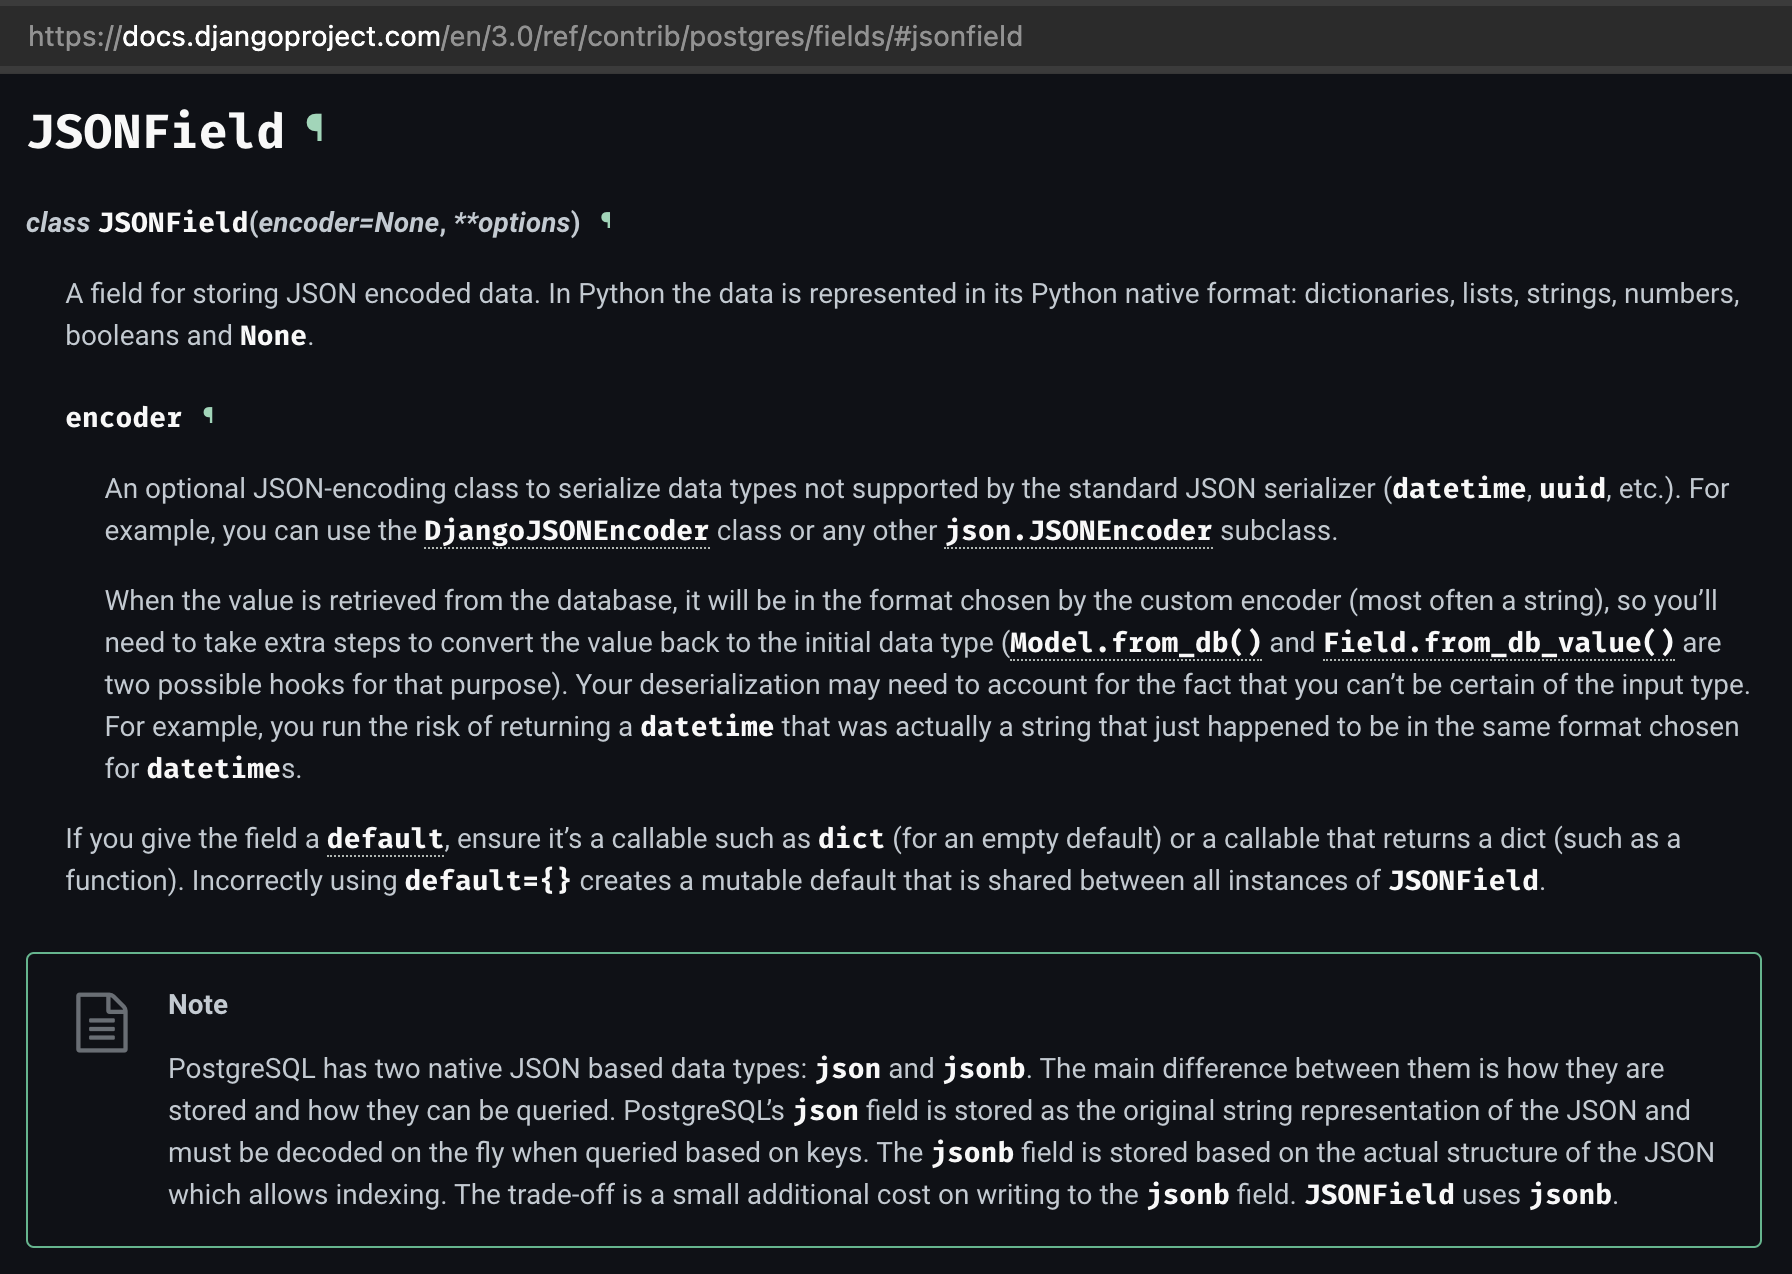 https://docs.djangoproject.com/en/3.0/ref/contrib/postgres/fields/#jsonfield
JSONField ¶
class JSONField(encoder=None, **options) ¶
A field for storing JSON encoded data. In Python the data is represented in its Python native format: dictionaries, lists, strings, numbers,
booleans and None.
encoder ¶
An optional JSON-encoding class to serialize data types not supported by the standard JSON serializer (datetime, uuid, etc.). For
example, you can use the DjangoJSONEncoder class or any other json.JSONEncoder subclass.
When the value is retrieved from the database, it will be in the format chosen by the custom encoder (most often a string), so you’ll
need to take extra steps to convert the value back to the initial data type (Model.from_db() and Field.from_db_value() are
two possible hooks for that purpose). Your deserialization may need to account for the fact that you can’t be certain of the input type.
For example, you run the risk of returning a datetime that was actually a string that just happened to be in the same format chosen
for datetimes.
If you give the field a default, ensure it’s a callable such as dict (for an empty default) or a callable that returns a dict (such as a
function). Incorrectly using default={} creates a mutable default that is shared between all instances of JSONField.
Note
PostgreSQL has two native JSON based data types: json and jsonb. The main difference between them is how they are
stored and how they can be queried. PostgreSQL’s json field is stored as the original string representation of the JSON and
must be decoded on the fly when queried based on keys. The jsonb field is stored based on the actual structure of the JSON
which allows indexing. The trade-off is a small additional cost on writing to the jsonb field. JSONField uses jsonb.